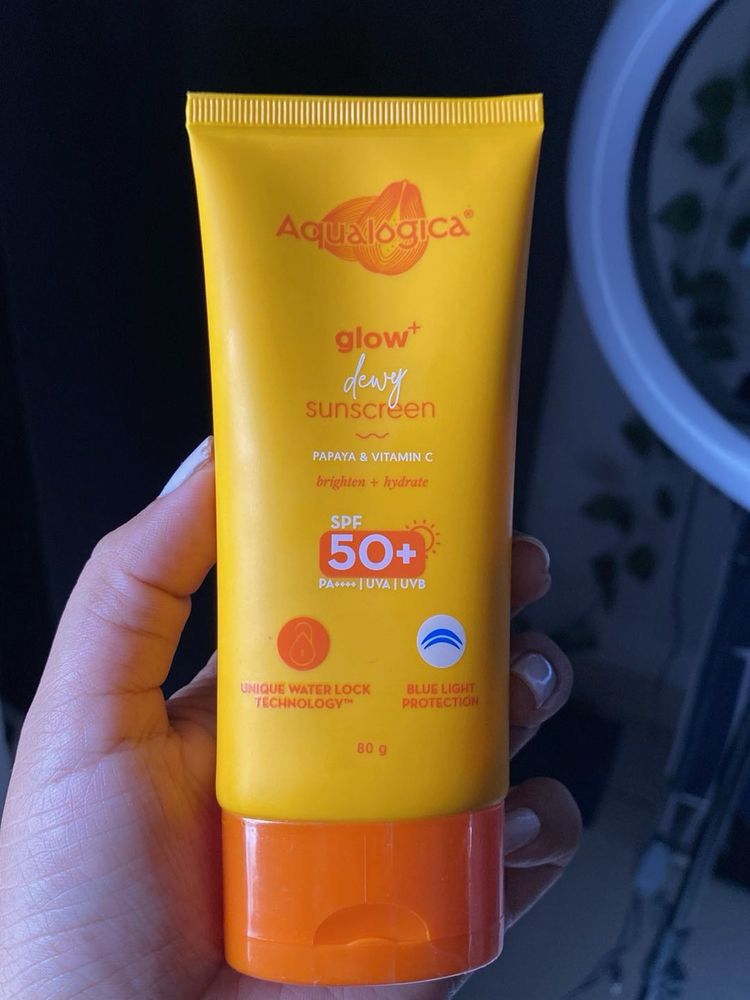 Aqualogica®
glow+
dewy
sunscreen
PAPAYA & VITAMIN C
brighten + hydrate
SPF
50+
PA++++ | UVA | UVB
UNIQUE WATER LOCK
TECHNOLOGY™
BLUE LIGHT
PROTECTION
80 g